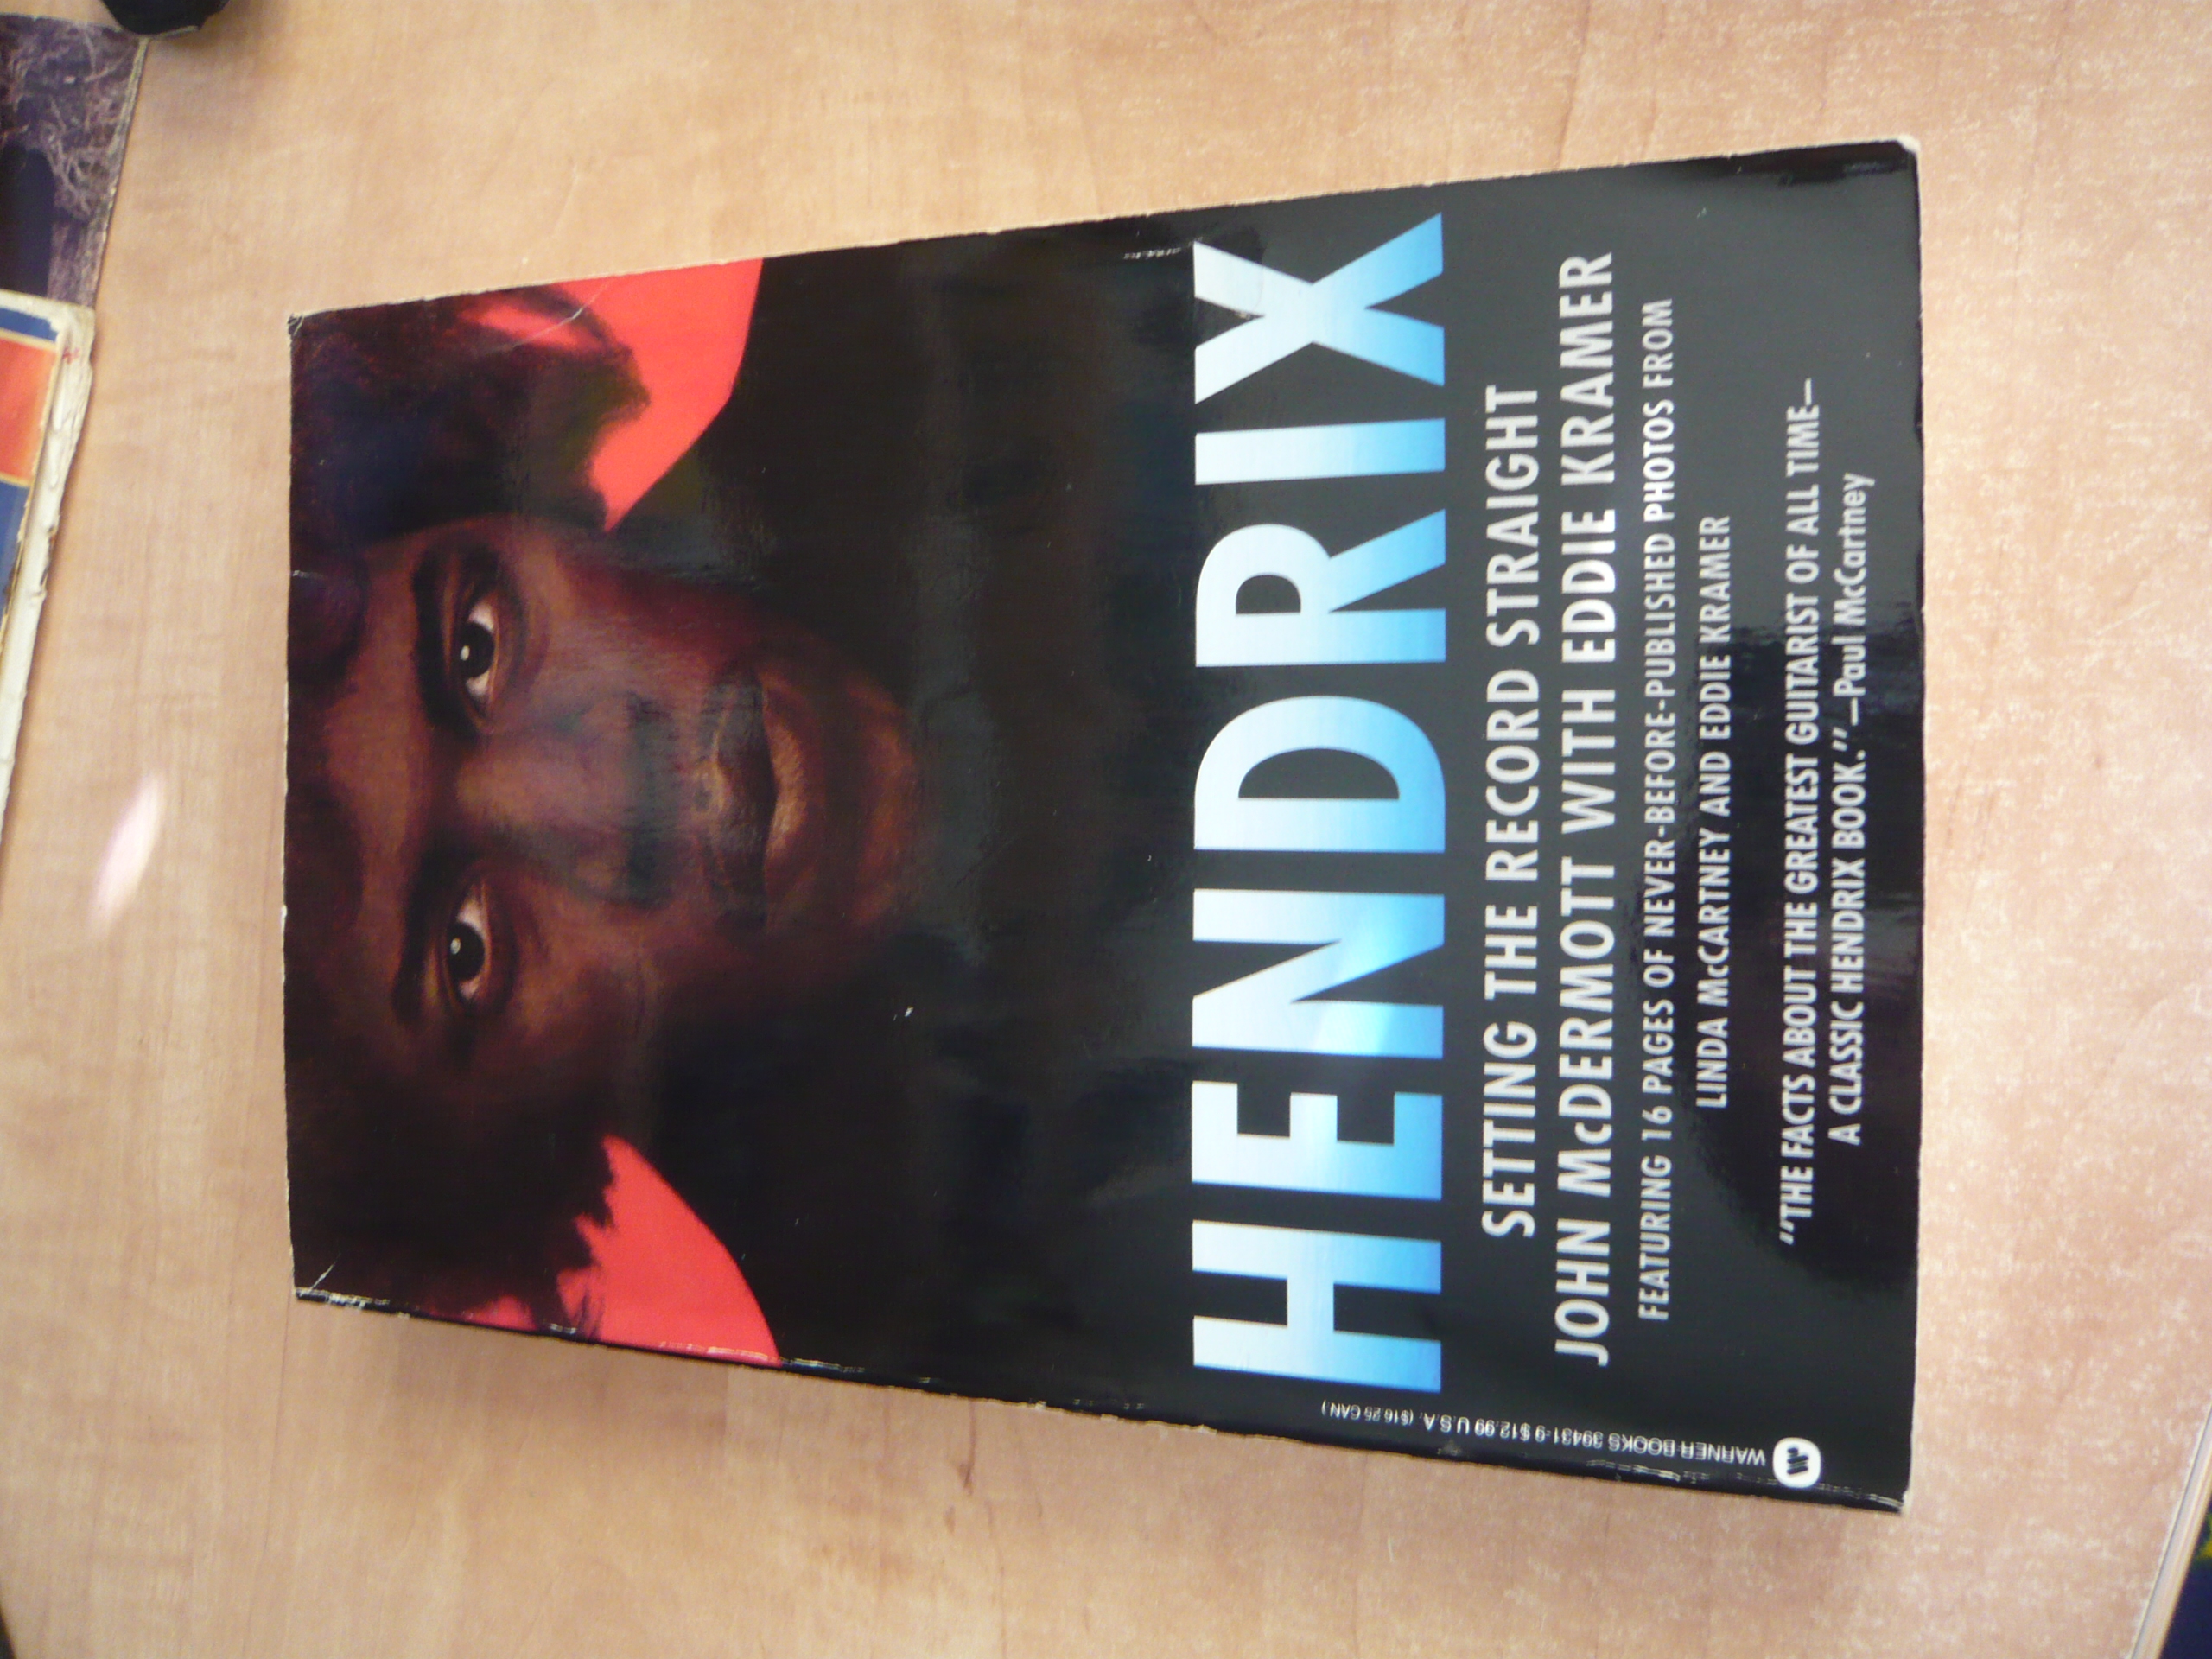 HENDRIX
SETTING THE RECORD STRAIGHT
JOHN McDERMOTT WITH EDDIE KRAMER
FEATURING 16 PAGES OF NEVER-BEFORE-PUBLISHED PHOTOS FROM
LINDA McCARTNEY AND EDDIE KRAMER
"THE FACTS ABOUT THE GREATEST GUITARIST OF ALL TIME—
A CLASSIC HENDRIX BOOK."—Paul McCartney
WARNER BOOKS 39431-9 $12.99 U.S.A. ($16.25 CAN.)